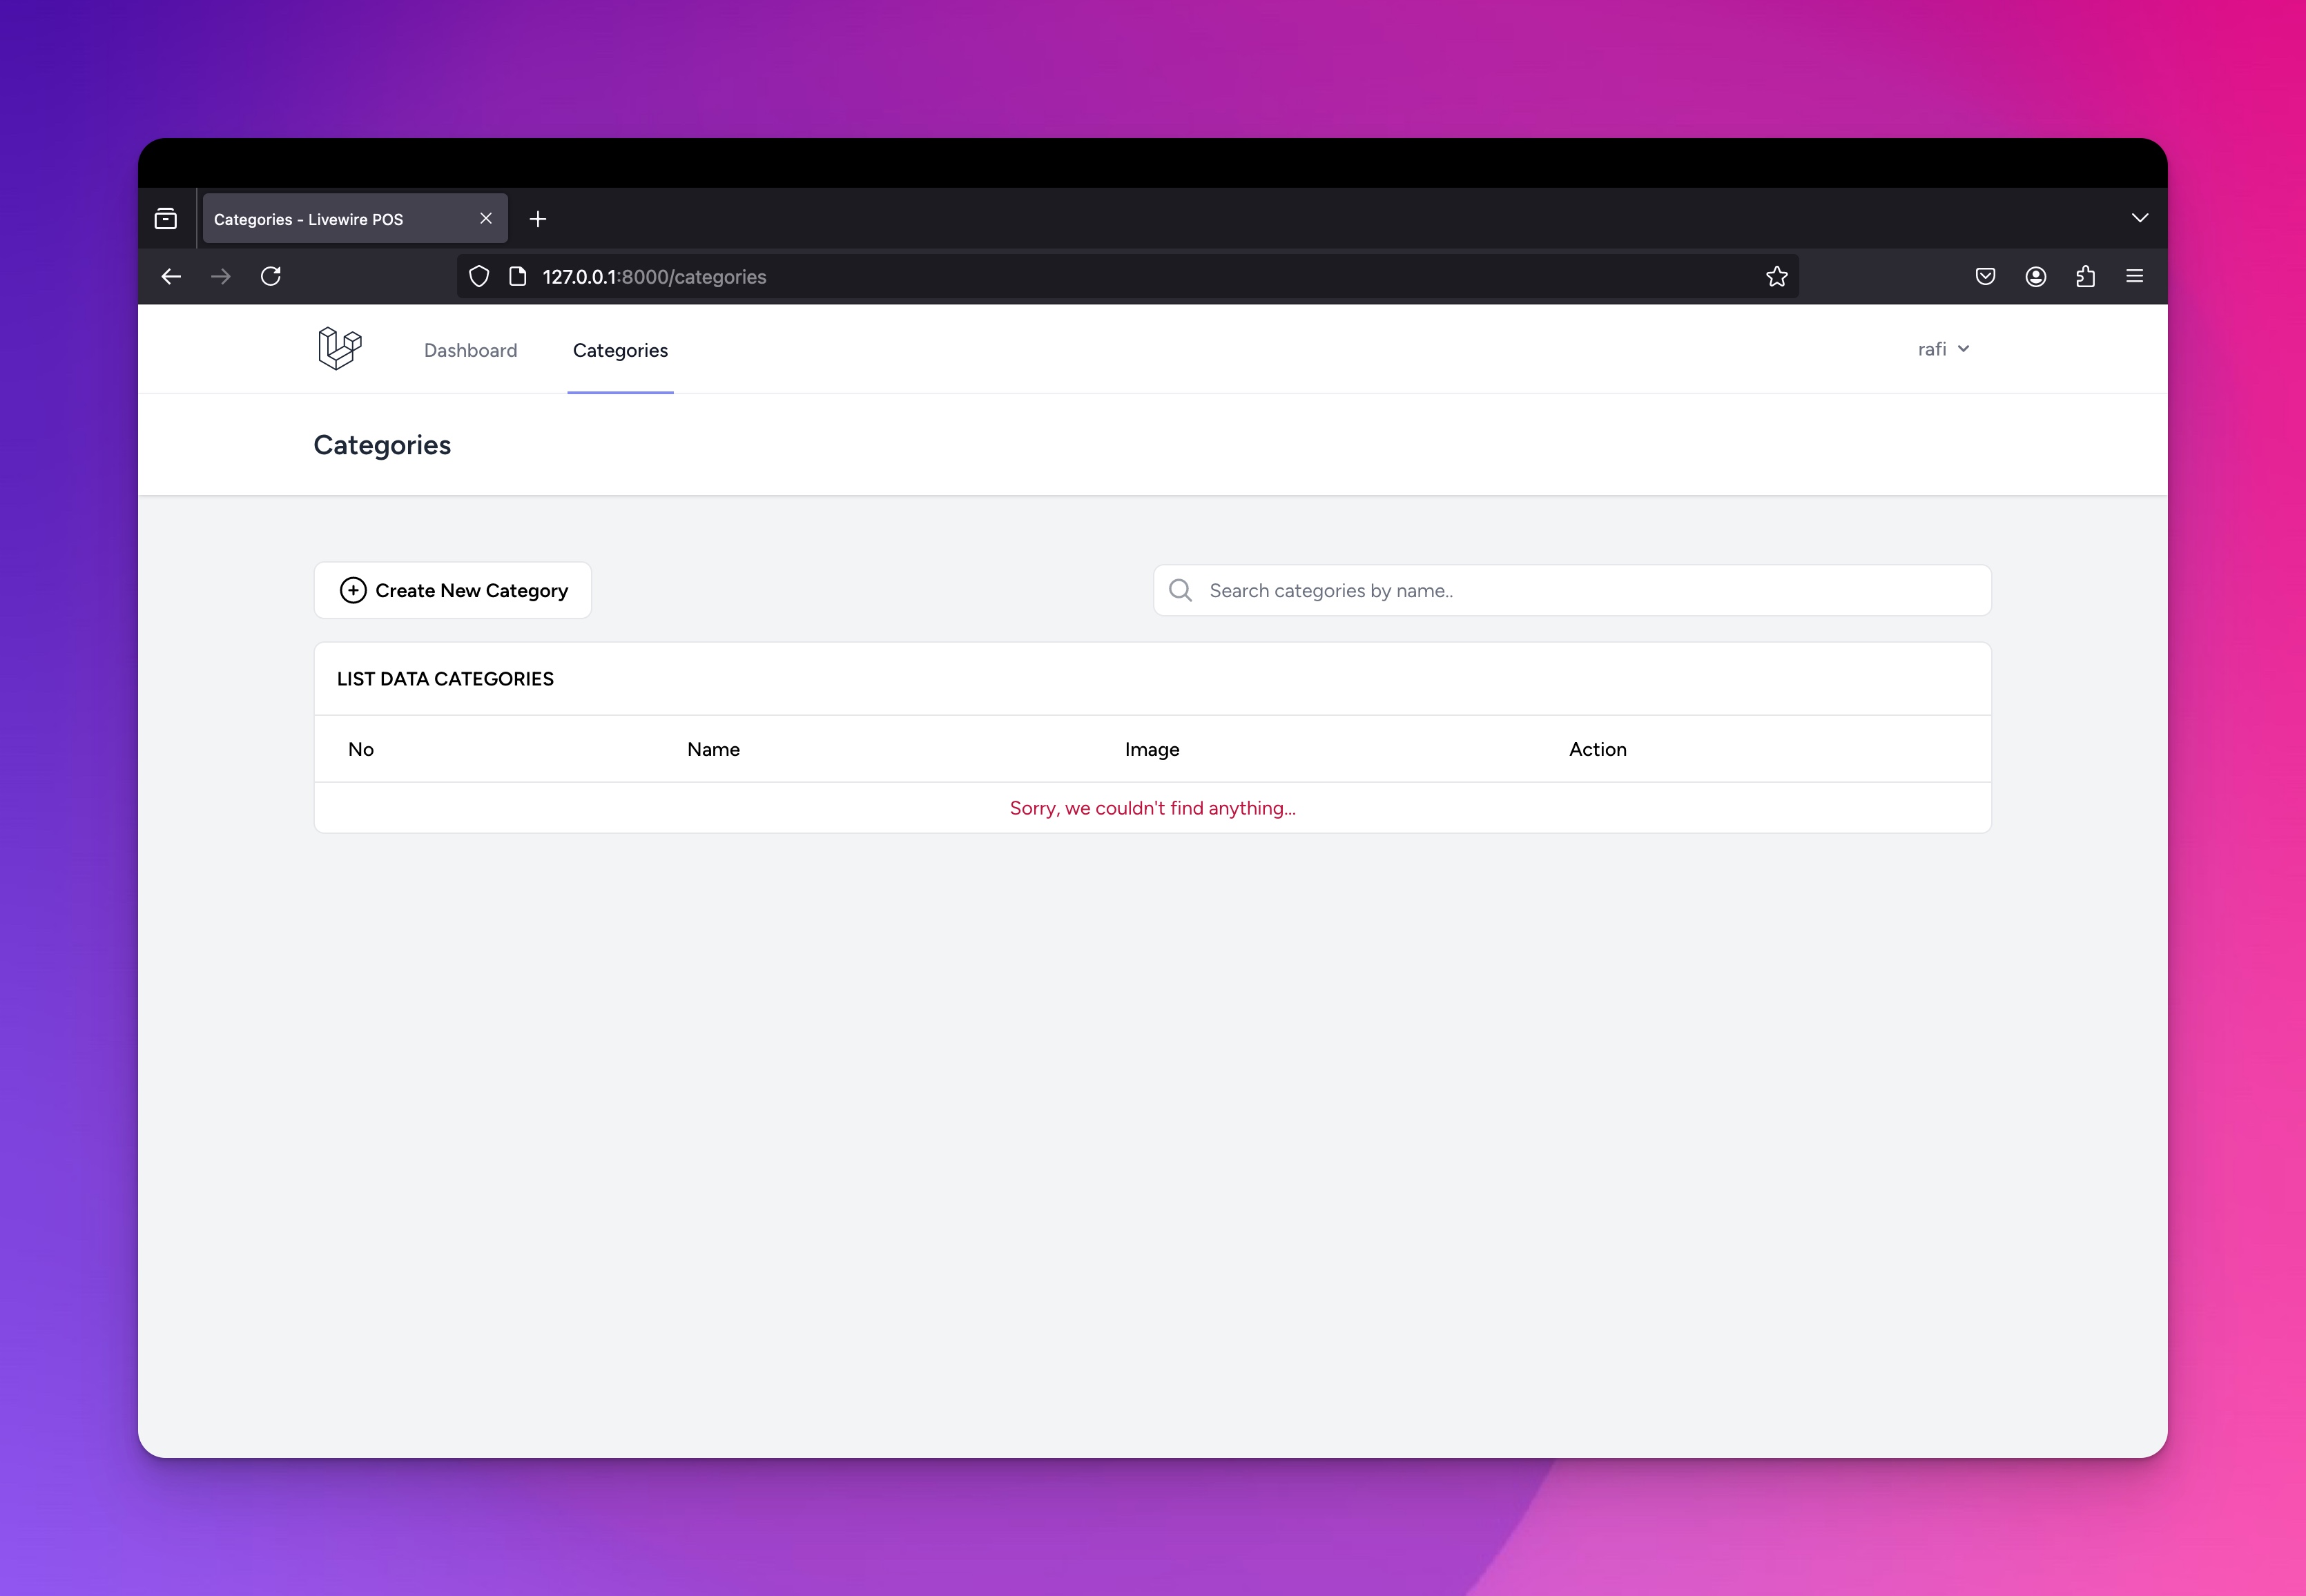 Categories - Livewire POS
127.0.0.1:8000/categories
Dashboard Categories rafi
Categories
Create New Category Search categories by name..
LIST DATA CATEGORIES
No Name Image Action
Sorry, we couldn't find anything...